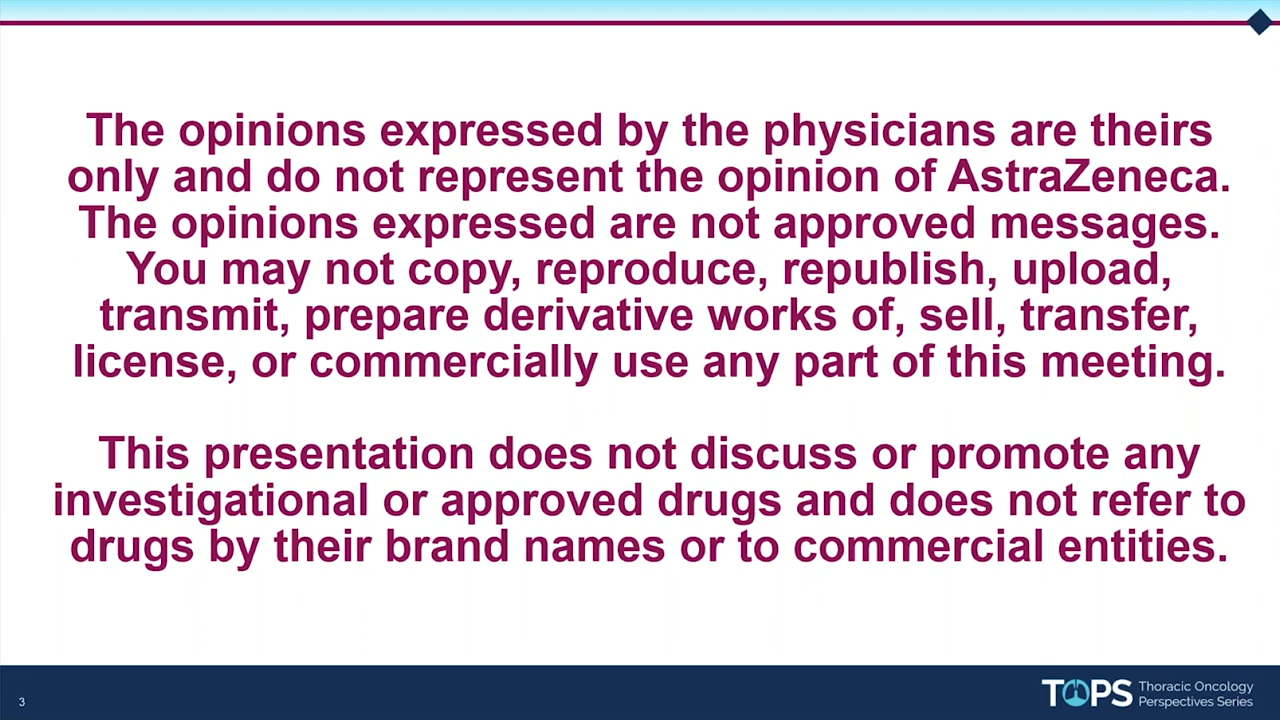 The opinions expressed by the physicians are theirs
only and do not represent the opinion of AstraZeneca.
The opinions expressed are not approved messages.
You may not copy, reproduce, republish, upload,
transmit, prepare derivative works of, sell, transfer,
license, or commercially use any part of this meeting.
This presentation does not discuss or promote any
investigational or approved drugs and does not refer to
drugs by their brand names or to commercial entities.
3
TOPS
Thoracic Oncology
Perspectives Series